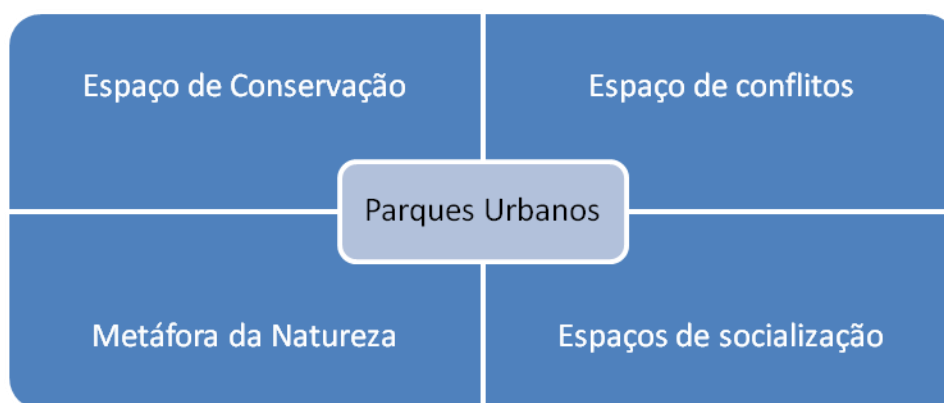 Espaço de Conservação
Espaço de conflitos
Parques Urbanos
Metáfora da Natureza
Espaços de socialização